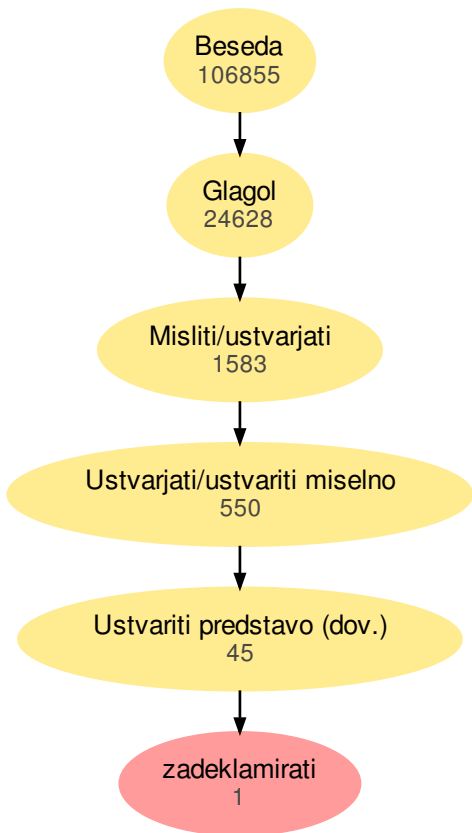 Beseda
106855
Glagol
24628
Misliti/ustvarjati
1583
Ustvarjati/ustvariti miselno
550
Ustvariti predstavo (dov.)
45
zadeklamirati
1